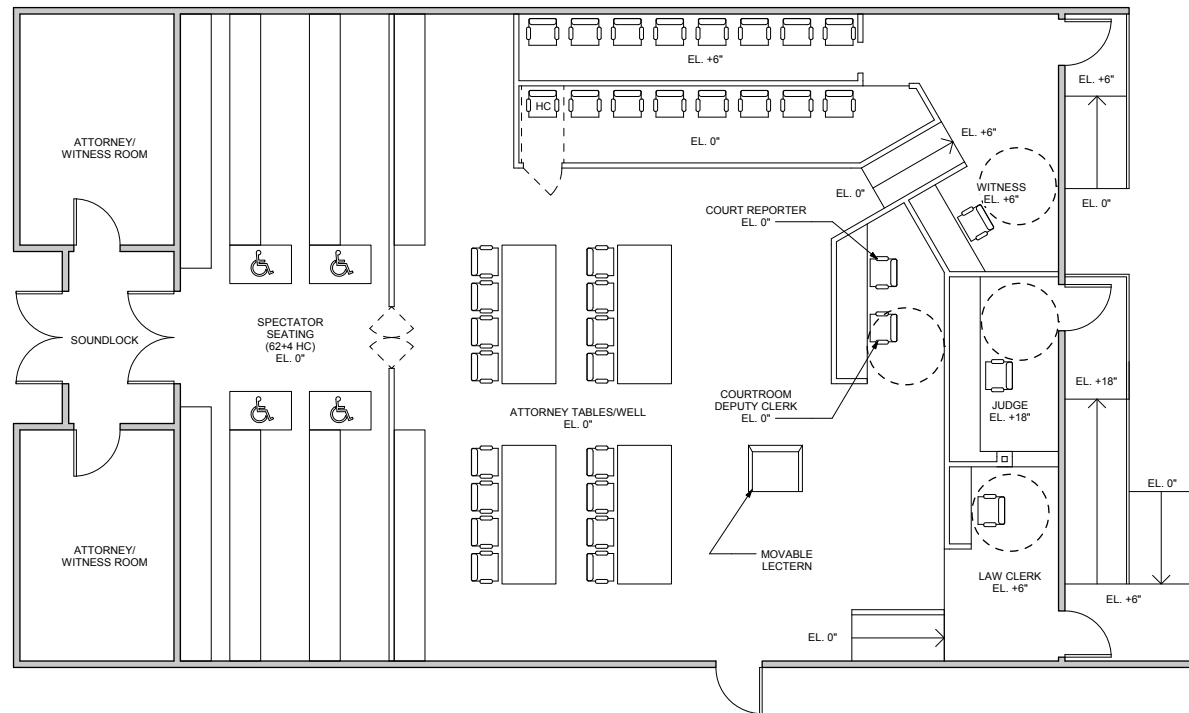 EL. +6"
HC
EL. 0"
EL. +6"
EL. 0"
EL. +6"
EL. 0"
ATTORNEY/
WITNESS ROOM
WITNESS
EL. +6"
COURT REPORTER
EL. 0"
SOUNDLOCK
SPECTATOR
SEATING
(62+4 HC)
EL. 0"
COURTROOM
DEPUTY CLERK
EL. 0"
ATTORNEY TABLES/WELL
EL. 0"
JUDGE
EL. +18"
EL. +18"
EL. 0"
ATTORNEY/
WITNESS ROOM
MOVABLE
LECTERN
LAW CLERK
EL. +6"
EL. +6"
EL. 0"